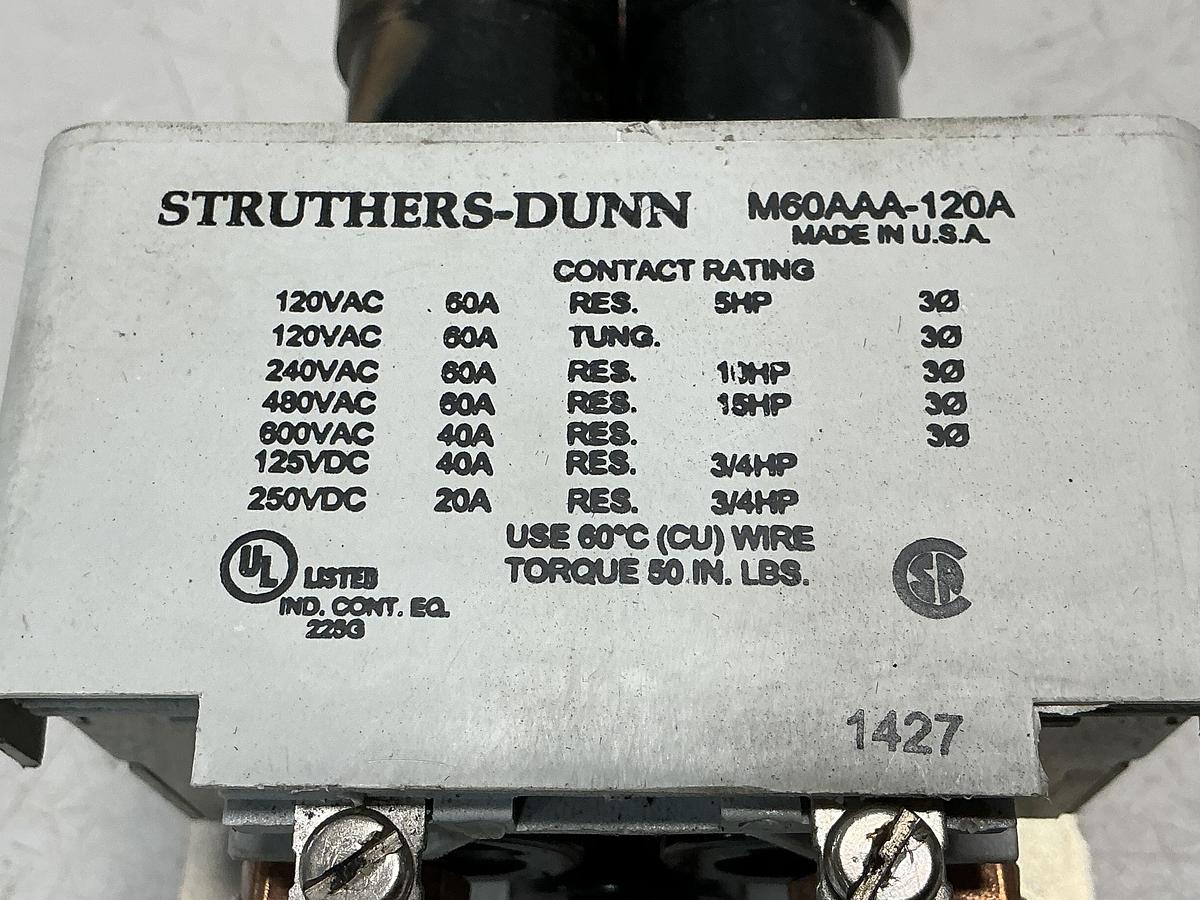 STRUTHERS-DUNN M60AAA-120A
MADE IN U.S.A.
CONTACT RATING
120VAC 60A RES. 5HP 3Ø
120VAC 60A TUNG. 3Ø
240VAC 60A RES. 10HP 3Ø
480VAC 60A RES. 15HP 3Ø
600VAC 40A RES. 3Ø
125VDC 40A RES. 3/4HP
250VDC 20A RES. 3/4HP
USE 60°C (CU) WIRE
TORQUE 50 IN. LBS.
UL LISTED
IND. CONT. EQ.
225G
SA
1427